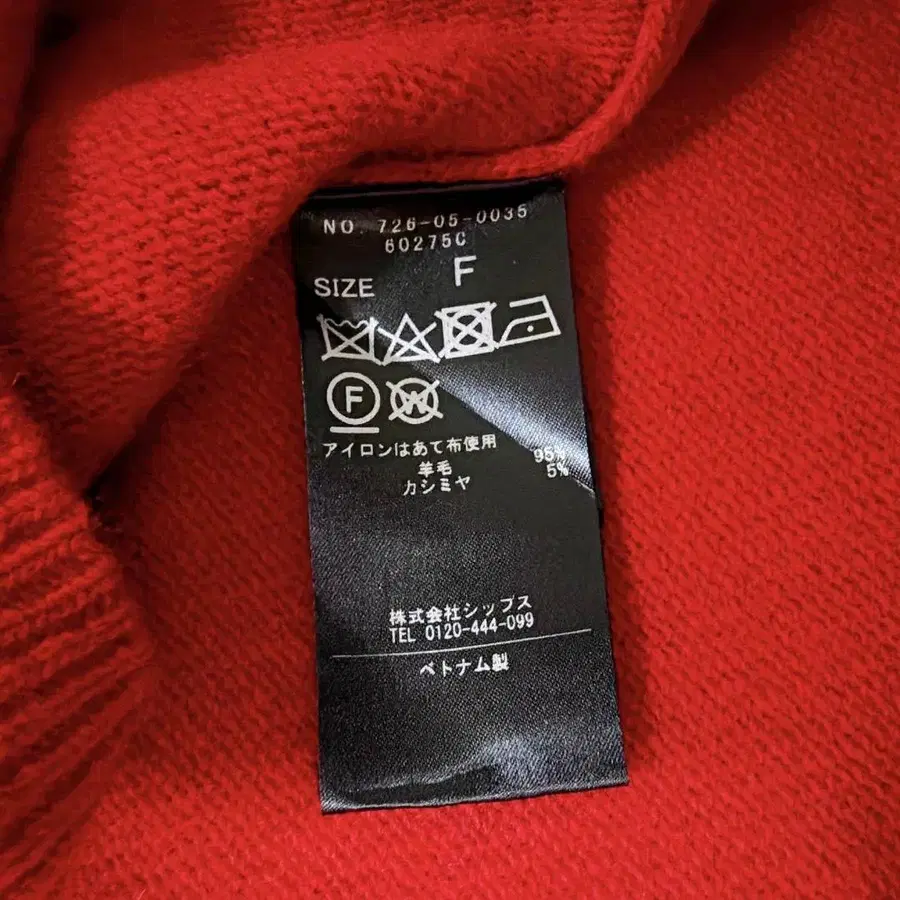 NO. 726-05-0035
60275C
SIZE F
F W
アイロンはあて布使用
羊毛 95%
カシミヤ 5%
株式会社シップス
TEL 0120-444-099
ベトナム製